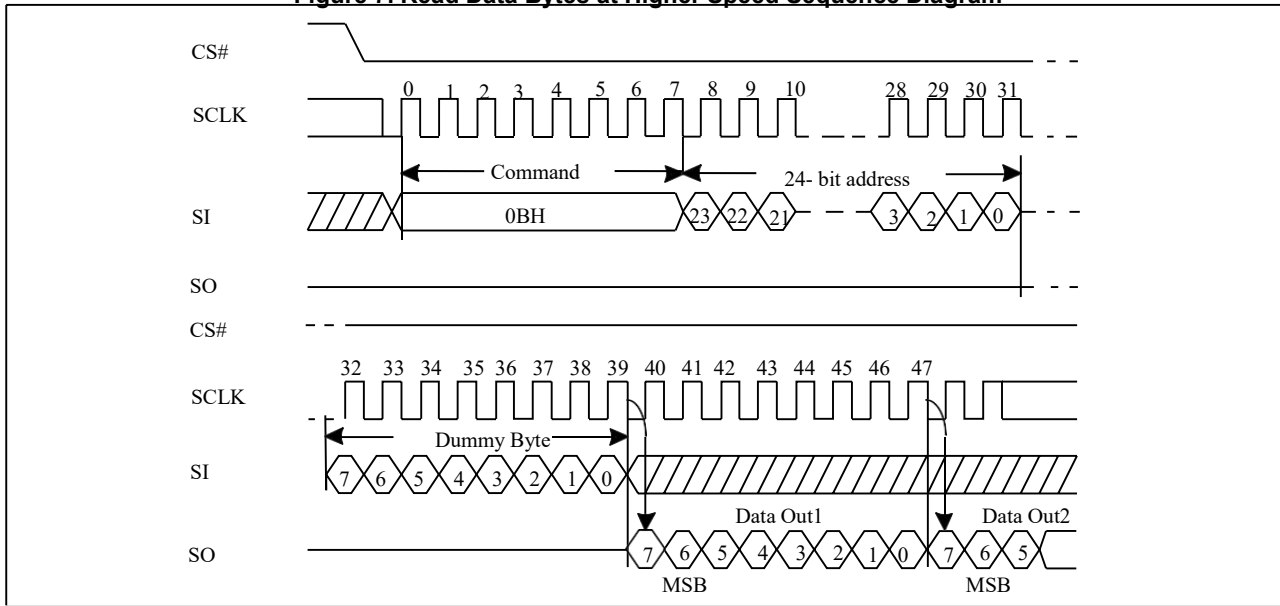 Figure 7. Read Data Bytes at Higher Speed Sequence Diagram
CS#
0 1 2 3 4 5 6 7 8 9 10 28 29 30 31
SCLK
Command 24- bit address
SI 0BH 23 22 21 3 2 1 0
SO
CS#
32 33 34 35 36 37 38 39 40 41 42 43 44 45 46 47
SCLK
Dummy Byte
SI 7 6 5 4 3 2 1 0
Data Out1 Data Out2
SO 7 6 5 4 3 2 1 0 7 6 5
MSB MSB